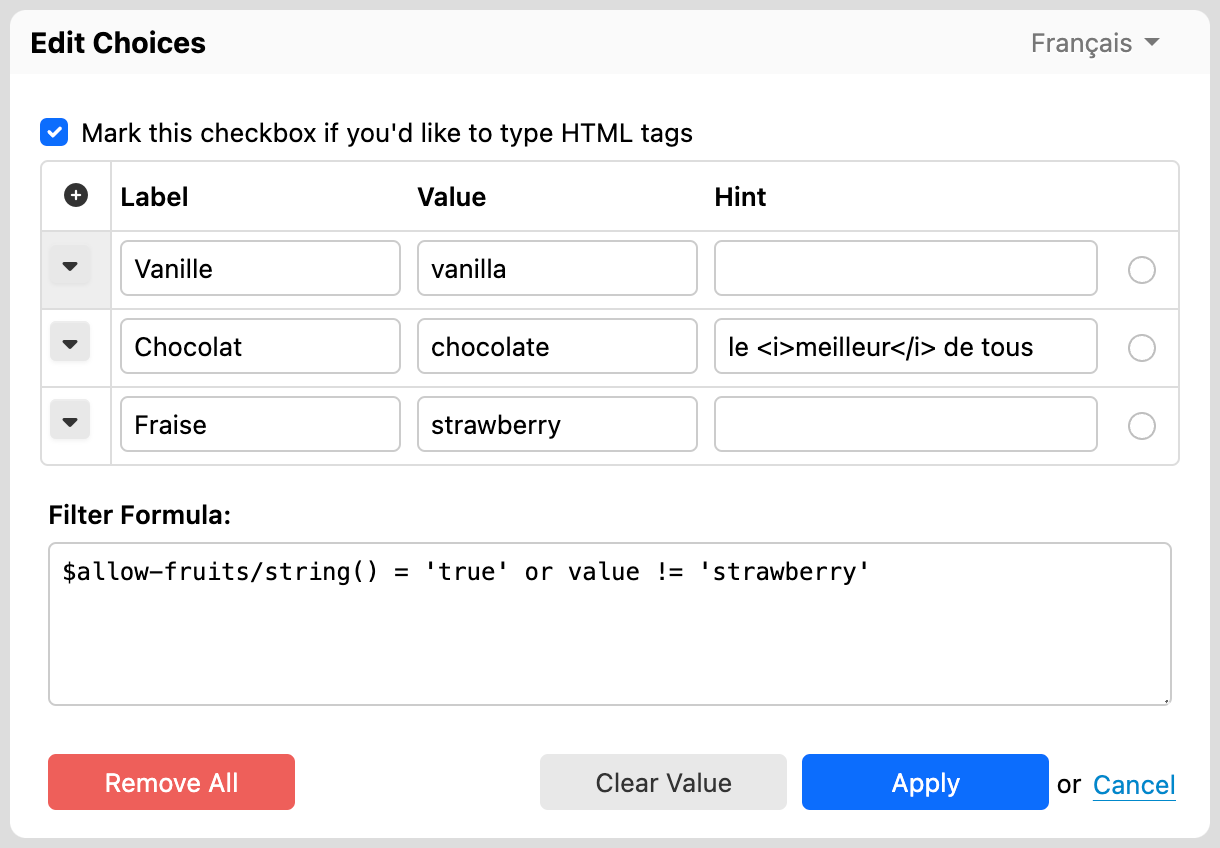 Edit Choices
Français
Mark this checkbox if you'd like to type HTML tags
Label Value Hint
Vanille vanilla
Chocolat chocolate le <i>meilleur</i> de tous
Fraise strawberry
Filter Formula:
$allow-fruits/string() = 'true' or value != 'strawberry'
Remove All Clear Value Apply or Cancel